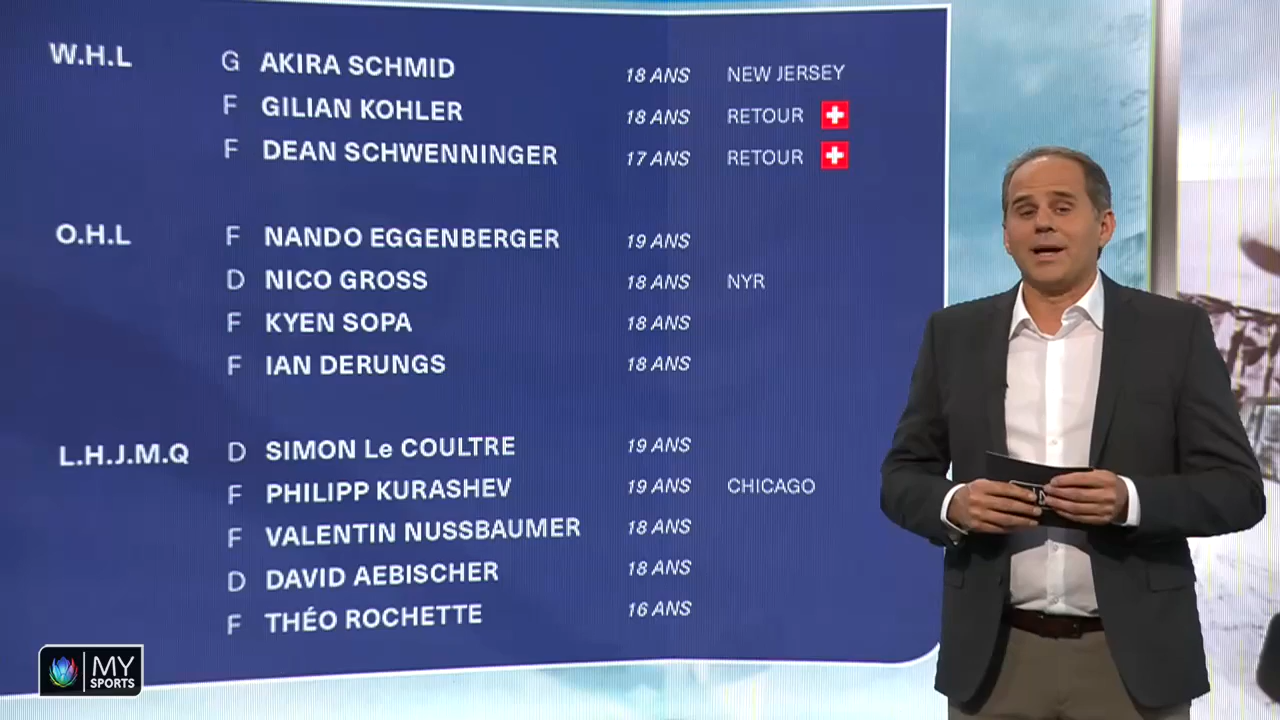 W.H.L G AKIRA SCHMID 18 ANS NEW JERSEY
F GILIAN KOHLER 18 ANS RETOUR
F DEAN SCHWENNINGER 17 ANS RETOUR
O.H.L F NANDO EGGENBERGER 19 ANS
D NICO GROSS 18 ANS NYR
F KYEN SOPA 18 ANS
F IAN DERUNGS 18 ANS
L.H.J.M.Q D SIMON Le COULTRE 19 ANS
F PHILIPP KURASHEV 19 ANS CHICAGO
F VALENTIN NUSSBAUMER 18 ANS
D DAVID AEBISCHER 18 ANS
F THÉO ROCHETTE 16 ANS
MY
SPORTS